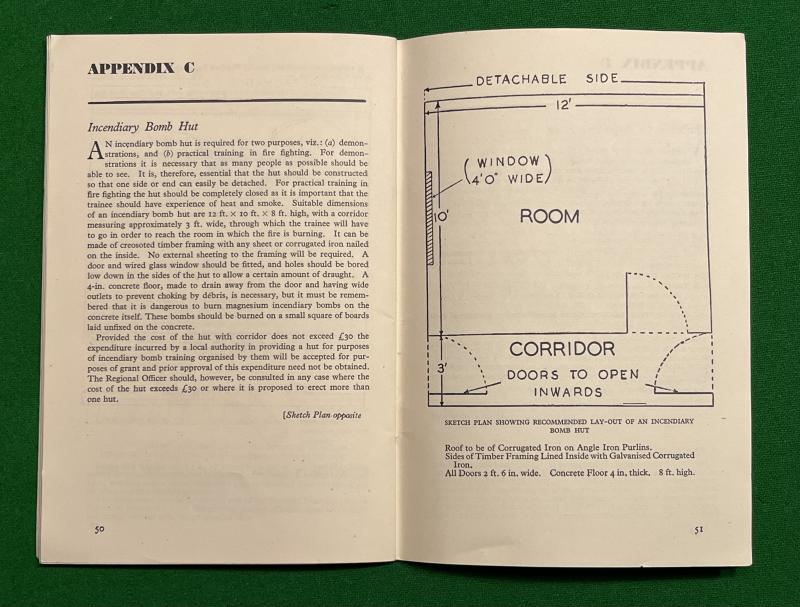 APPENDIX C
Incendiary Bomb Hut
AN incendiary bomb hut is required for two purposes, viz.: (a) demon-
strations, and (b) practical training in fire fighting. For demon-
strations it is necessary that as many people as possible should be
able to see. It is, therefore, essential that the hut should be constructed
so that one side or end can easily be detached. For practical training in
fire fighting the hut should be completely closed as it is important that the
trainee should have experience of heat and smoke. Suitable dimensions
of an incendiary bomb hut are 12 ft. × 10 ft. × 8 ft. high, with a corridor
measuring approximately 3 ft. wide, through which the trainee will have
to go in order to reach the room in which the fire is burning. It can be
made of creosoted timber framing with any sheet or corrugated iron nailed
on the inside. No external sheeting to the framing will be required. A
door and wired glass window should be fitted, and holes should be bored
low down in the sides of the hut to allow a certain amount of draught. A
4-in. concrete floor, made to drain away from the door and having wide
outlets to prevent choking by débris, is necessary, but it must be remem-
bered that it is dangerous to burn magnesium incendiary bombs on the
concrete itself. These bombs should be burned on a small square of boards
laid unfixed on the concrete.
Provided the cost of the hut with corridor does not exceed £30 the
expenditure incurred by a local authority in providing a hut for purposes
of incendiary bomb training organised by them will be accepted for pur-
poses of grant and prior approval of this expenditure need not be obtained.
The Regional Officer should, however, be consulted in any case where the
cost of the hut exceeds £30 or where it is proposed to erect more than
one hut.
[Sketch Plan opposite
50
DETACHABLE SIDE
12'
(WINDOW
4'0" WIDE)
10'
ROOM
CORRIDOR
3'
DOORS TO OPEN
INWARDS
SKETCH PLAN SHOWING RECOMMENDED LAY-OUT OF AN INCENDIARY
BOMB HUT
Roof to be of Corrugated Iron on Angle Iron Purlins.
Sides of Timber Framing Lined Inside with Galvanised Corrugated
Iron.
All Doors 2 ft. 6 in. wide. Concrete Floor 4 in. thick. 8 ft. high.
51